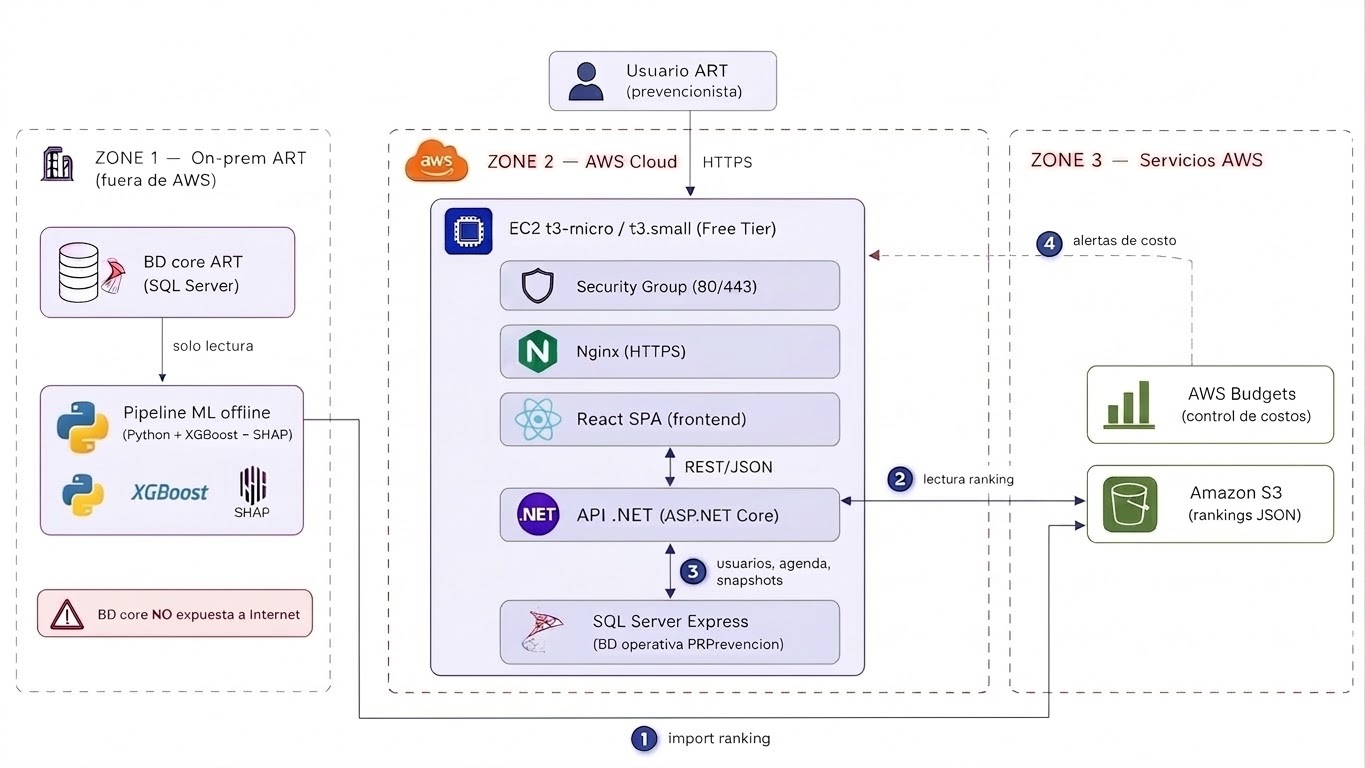 Usuario ART
(prevencionista)
HTTPS
ZONE 1 — On-prem ART
(fuera de AWS)
BD core ART
(SQL Server)
solo lectura
Pipeline ML offline
(Python + XGBoost – SHAP)
XGBoost
SHAP
BD core NO expuesta a Internet
aws
ZONE 2 — AWS Cloud
EC2 t3-micro / t3.small (Free Tier)
Security Group (80/443)
N
Nginx (HTTPS)
React SPA (frontend)
REST/JSON
.NET
API .NET (ASP.NET Core)
3
usuarios, agenda,
snapshots
SQL Server Express
(BD operativa PRPrevencion)
ZONE 3 — Servicios AWS
4 alertas de costo
AWS Budgets
(control de costos)
2 lectura ranking
Amazon S3
(rankings JSON)
1 import ranking